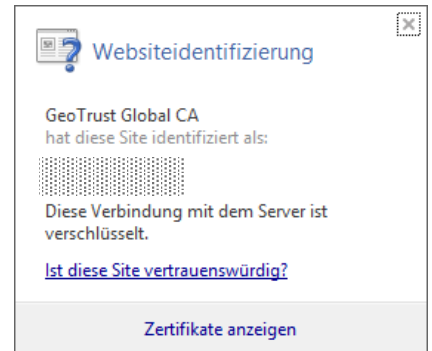 Websiteidentifizierung
GeoTrust Global CA
hat diese Site identifiziert als:
Diese Verbindung mit dem Server ist
verschlüsselt.
Ist diese Site vertrauenswürdig?
Zertifikate anzeigen